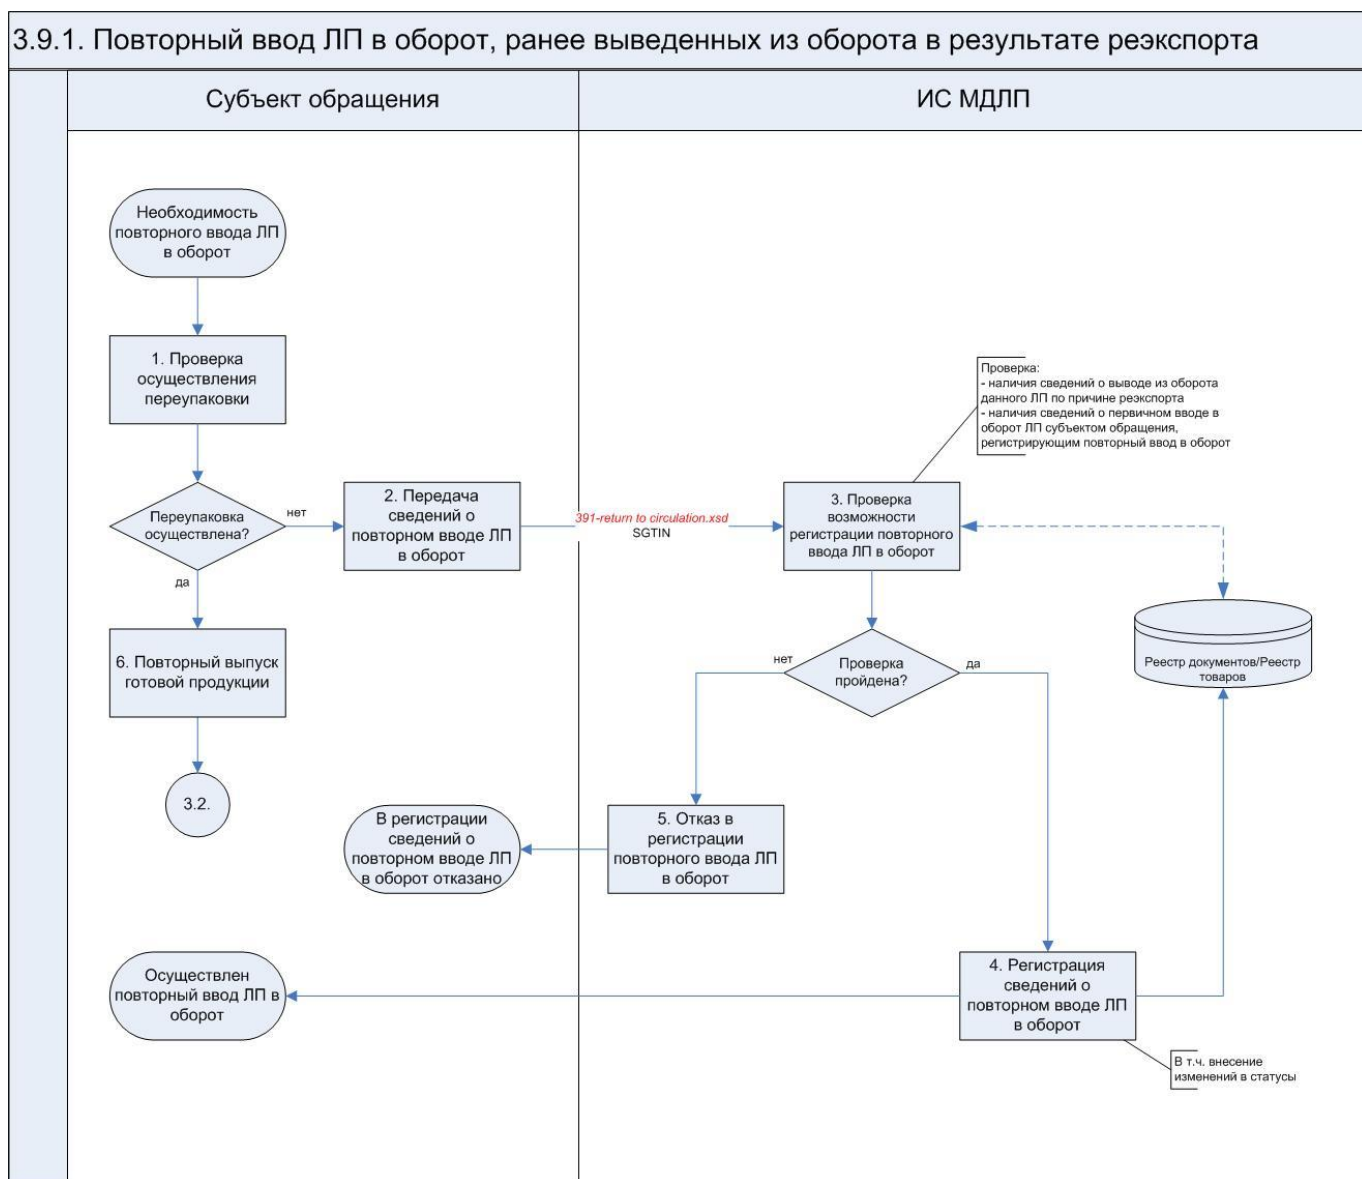 3.9.1. Повторный ввод ЛП в оборот, ранее выведенных из оборота в результате реэкспорта
Субъект обращения
ИС МДЛП
Необходимость
повторного ввода ЛП
в оборот
1. Проверка
осуществления
переупаковки
Проверка:
- наличия сведений о выводе из оборота
данного ЛП по причине реэкспорта
- наличия сведений о первичном вводе в
оборот ЛП субъектом обращения,
регистрирующим повторный ввод в оборот
Переупаковка
осуществлена?
нет
да
2. Передача
сведений о
повторном вводе ЛП
в оборот
391-return to circulation.xsd
SGTIN
3. Проверка
возможности
регистрации повторного
ввода ЛП в оборот
6. Повторный выпуск
готовой продукции
нет
Проверка
пройдена?
да
Реестр документов/Реестр
товаров
3.2.
В регистрации
сведений о
повторном вводе ЛП
в оборот отказано
5. Отказ в
регистрации
повторного ввода ЛП
в оборот
Осуществлен
повторный ввод ЛП в
оборот
4. Регистрация
сведений о
повторном вводе ЛП
в оборот
В т.ч. внесение
изменений в статусы